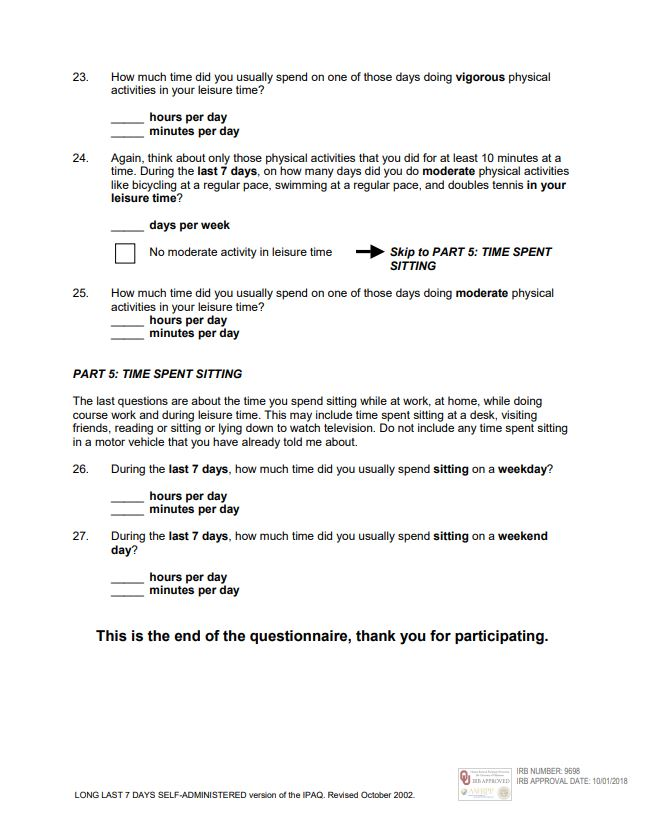 23. How much time did you usually spend on one of those days doing vigorous physical
activities in your leisure time?
_____ hours per day
_____ minutes per day
24. Again, think about only those physical activities that you did for at least 10 minutes at a
time. During the last 7 days, on how many days did you do moderate physical activities
like bicycling at a regular pace, swimming at a regular pace, and doubles tennis in your
leisure time?
_____ days per week
No moderate activity in leisure time Skip to PART 5: TIME SPENT
SITTING
25. How much time did you usually spend on one of those days doing moderate physical
activities in your leisure time?
_____ hours per day
_____ minutes per day
PART 5: TIME SPENT SITTING
The last questions are about the time you spend sitting while at work, at home, while doing
course work and during leisure time. This may include time spent sitting at a desk, visiting
friends, reading or sitting or lying down to watch television. Do not include any time spent sitting
in a motor vehicle that you have already told me about.
26. During the last 7 days, how much time did you usually spend sitting on a weekday?
_____ hours per day
_____ minutes per day
27. During the last 7 days, how much time did you usually spend sitting on a weekend
day?
_____ hours per day
_____ minutes per day
This is the end of the questionnaire, thank you for participating.
IRB APPROVED
IRB NUMBER: 9698
IRB APPROVAL DATE: 10/01/2018
LONG LAST 7 DAYS SELF-ADMINISTERED version of the IPAQ. Revised October 2002.